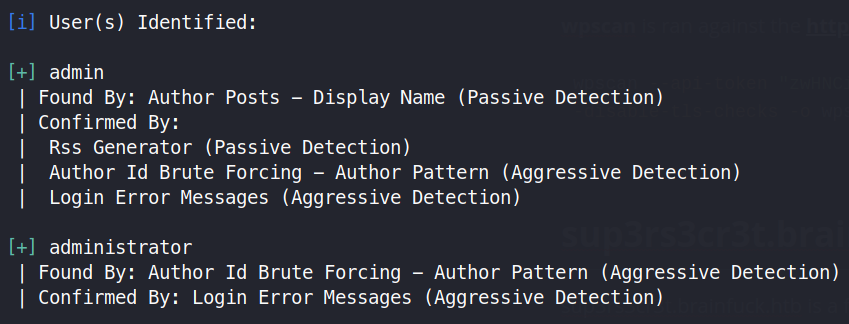 [i] User(s) Identified:
[+] admin
| Found By: Author Posts - Display Name (Passive Detection)
| Confirmed By:
| Rss Generator (Passive Detection)
| Author Id Brute Forcing - Author Pattern (Aggressive Detection)
| Login Error Messages (Aggressive Detection)
[+] administrator
| Found By: Author Id Brute Forcing - Author Pattern (Aggressive Detection)
| Confirmed By: Login Error Messages (Aggressive Detection)